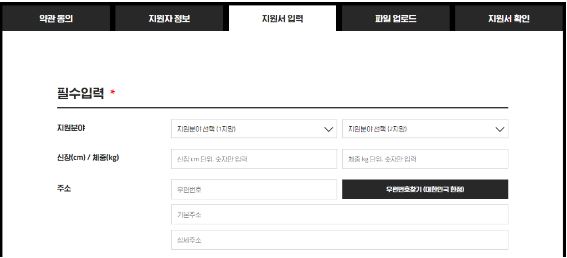 약관 동의 지원자 정보 지원서 입력 파일 업로드 지원서 확인
필수입력 *
지원분야 지원분야 선택 (1지망) 지원분야 선택 (2지망)
신장(cm) / 체중(kg) 신장 cm 단위, 숫자만 입력 체중 kg 단위, 숫자만 입력
주소 우편번호 우편번호찾기 (대한민국 한정)
기본주소
상세주소